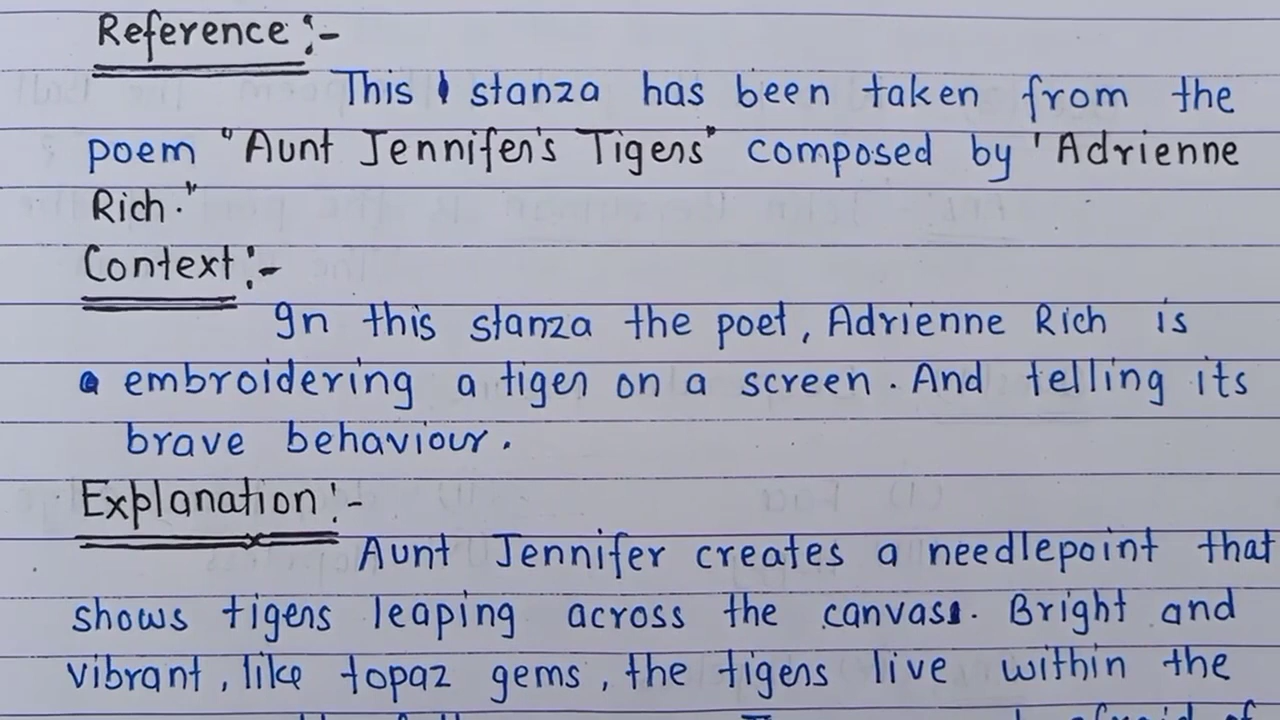 Reference :-
This stanza has been taken from the
poem "Aunt Jennifer's Tigers" composed by 'Adrienne
Rich."
Context :-
In this stanza the poet, Adrienne Rich is
embroidering a tiger on a screen. And telling its
brave behaviour.
Explanation :-
Aunt Jennifer creates a needlepoint that
shows tigers leaping across the canvas. Bright and
vibrant, like topaz gems, the tigers live within the
afraid of